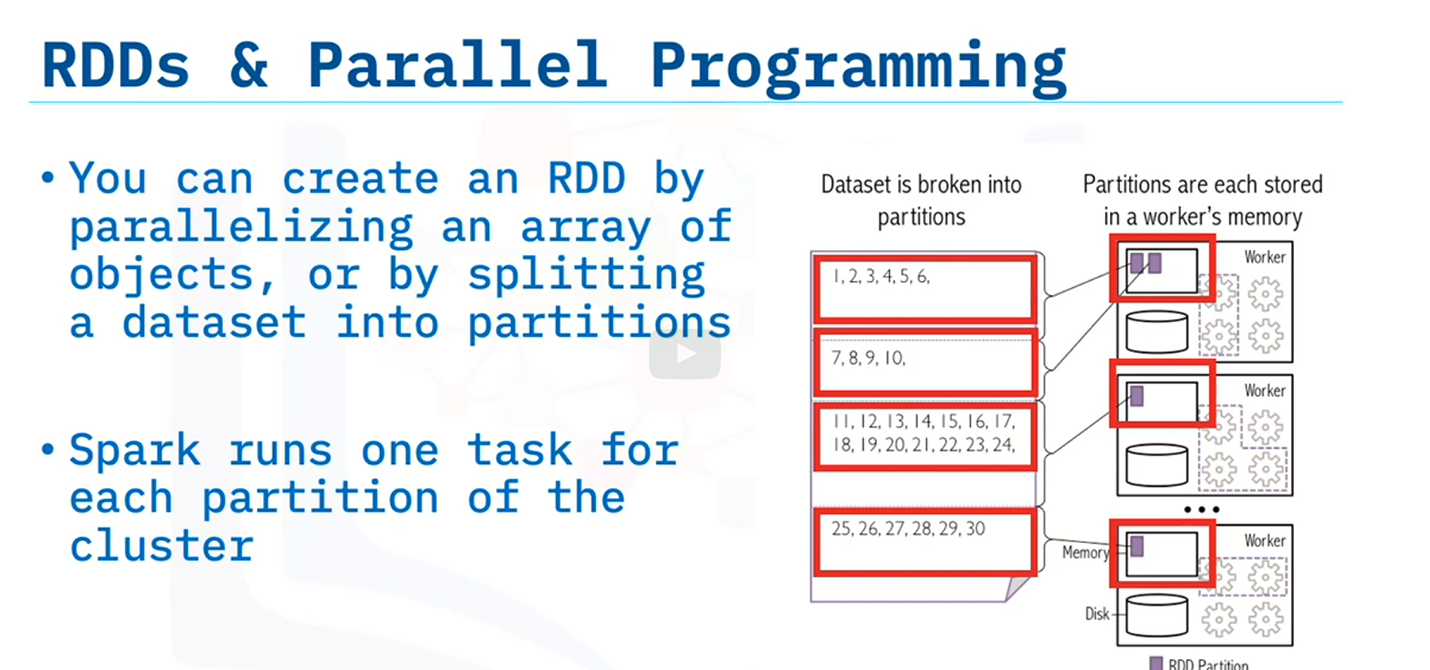 RDDs & Parallel Programming
• You can create an RDD by
parallelizing an array of
objects, or by splitting
a dataset into partitions
• Spark runs one task for
each partition of the
cluster
Dataset is broken into
partitions
1, 2, 3, 4, 5, 6,
7, 8, 9, 10,
11, 12, 13, 14, 15, 16, 17,
18, 19, 20, 21, 22, 23, 24,
25, 26, 27, 28, 29, 30
Partitions are each stored
in a worker's memory
Worker
Worker
•••
Worker
Memory
Disk
RDD Partition